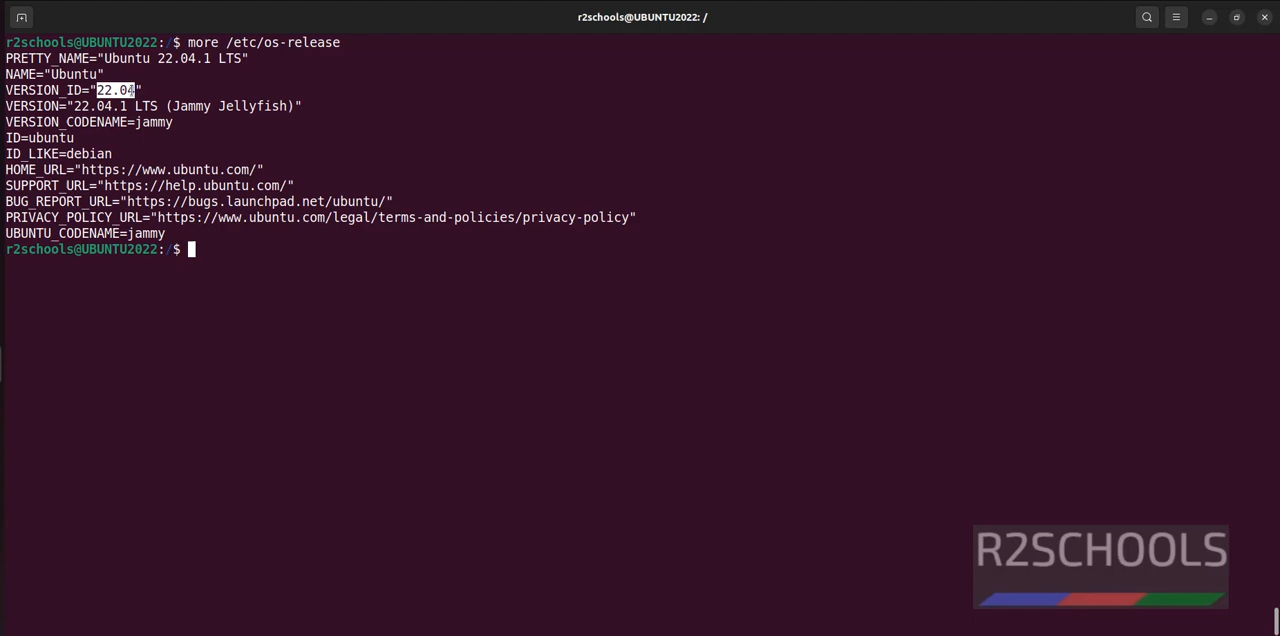 r2schools@UBUNTU2022: /
r2schools@UBUNTU2022:/$ more /etc/os-release
PRETTY_NAME="Ubuntu 22.04.1 LTS"
NAME="Ubuntu"
VERSION_ID="22.04"
VERSION="22.04.1 LTS (Jammy Jellyfish)"
VERSION_CODENAME=jammy
ID=ubuntu
ID_LIKE=debian
HOME_URL="https://www.ubuntu.com/"
SUPPORT_URL="https://help.ubuntu.com/"
BUG_REPORT_URL="https://bugs.launchpad.net/ubuntu/"
PRIVACY_POLICY_URL="https://www.ubuntu.com/legal/terms-and-policies/privacy-policy"
UBUNTU_CODENAME=jammy
r2schools@UBUNTU2022:/$
R2SCHOOLS